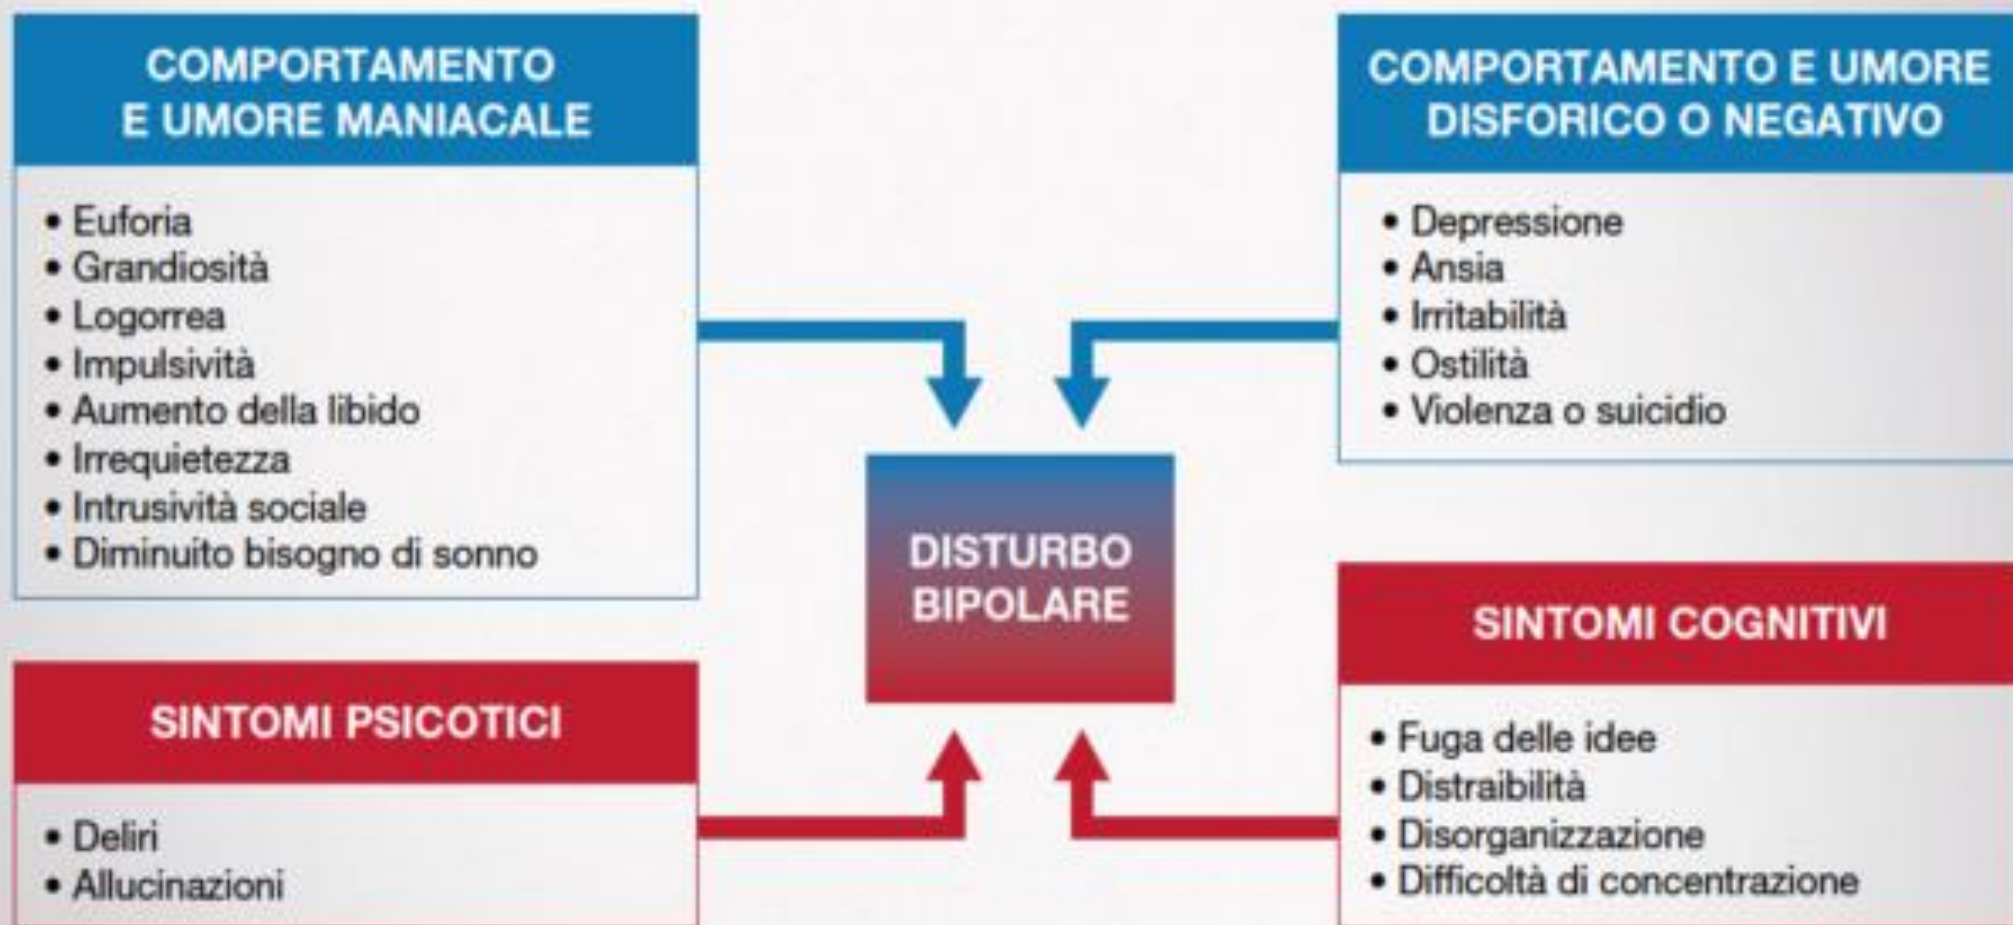 COMPORTAMENTO
E UMORE MANIACALE
• Euforia
• Grandiosità
• Logorrea
• Impulsività
• Aumento della libido
• Irrequietezza
• Intrusività sociale
• Diminuito bisogno di sonno
COMPORTAMENTO E UMORE
DISFORICO O NEGATIVO
• Depressione
• Ansia
• Irritabilità
• Ostilità
• Violenza o suicidio
DISTURBO
BIPOLARE
SINTOMI PSICOTICI
• Deliri
• Allucinazioni
SINTOMI COGNITIVI
• Fuga delle idee
• Distraibilità
• Disorganizzazione
• Difficoltà di concentrazione